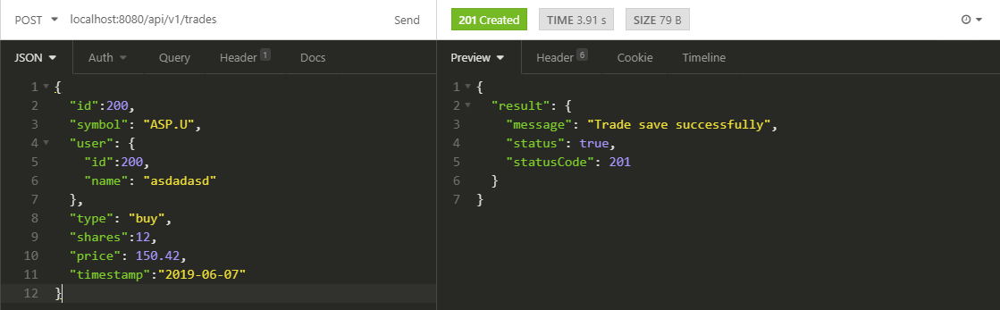 POST localhost:8080/api/v1/trades Send 201 Created TIME 3.91 s SIZE 79 B
JSON Auth Query Header 1 Docs
1 {
2 "id":200,
3 "symbol": "ASP.U",
4 "user": {
5 "id":200,
6 "name": "asdadasd"
7 },
8 "type": "buy",
9 "shares":12,
10 "price": 150.42,
11 "timestamp":"2019-06-07"
12 }
Preview Header 6 Cookie Timeline
1 {
2 "result": {
3 "message": "Trade save successfully",
4 "status": true,
5 "statusCode": 201
6 }
7 }